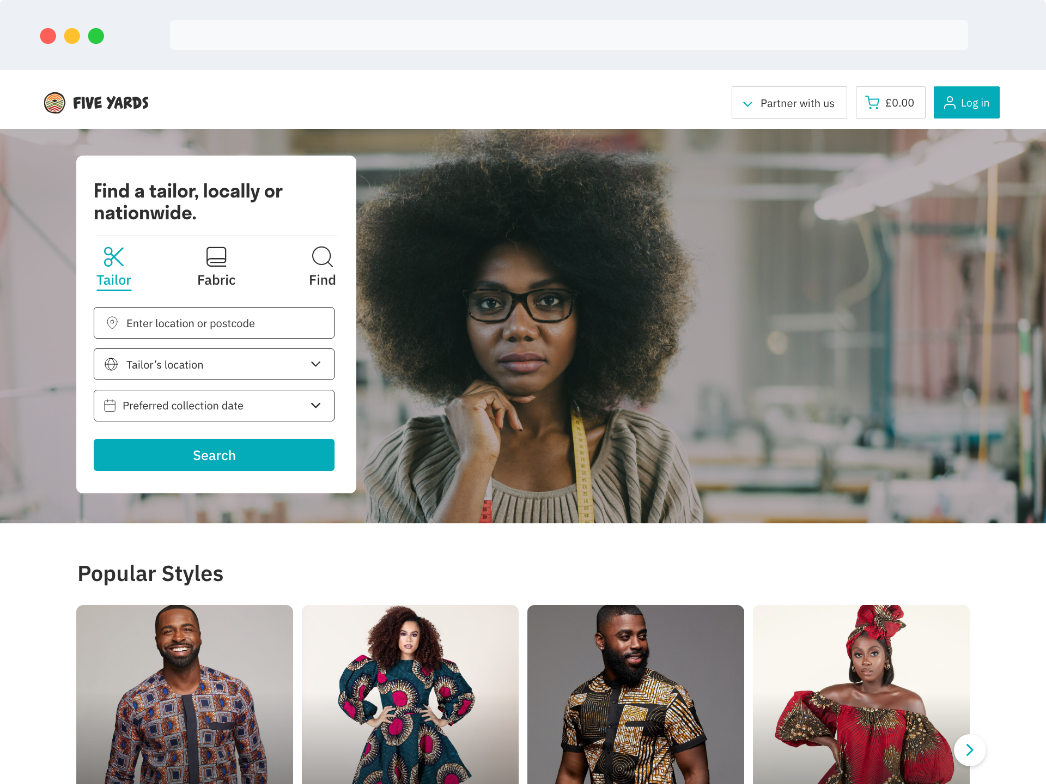 FIVE YARDS
Partner with us
£0.00
Log in
Find a tailor, locally or
nationwide.
Tailor
Fabric
Find
Enter location or postcode
Tailor's location
Preferred collection date
Search
Popular Styles